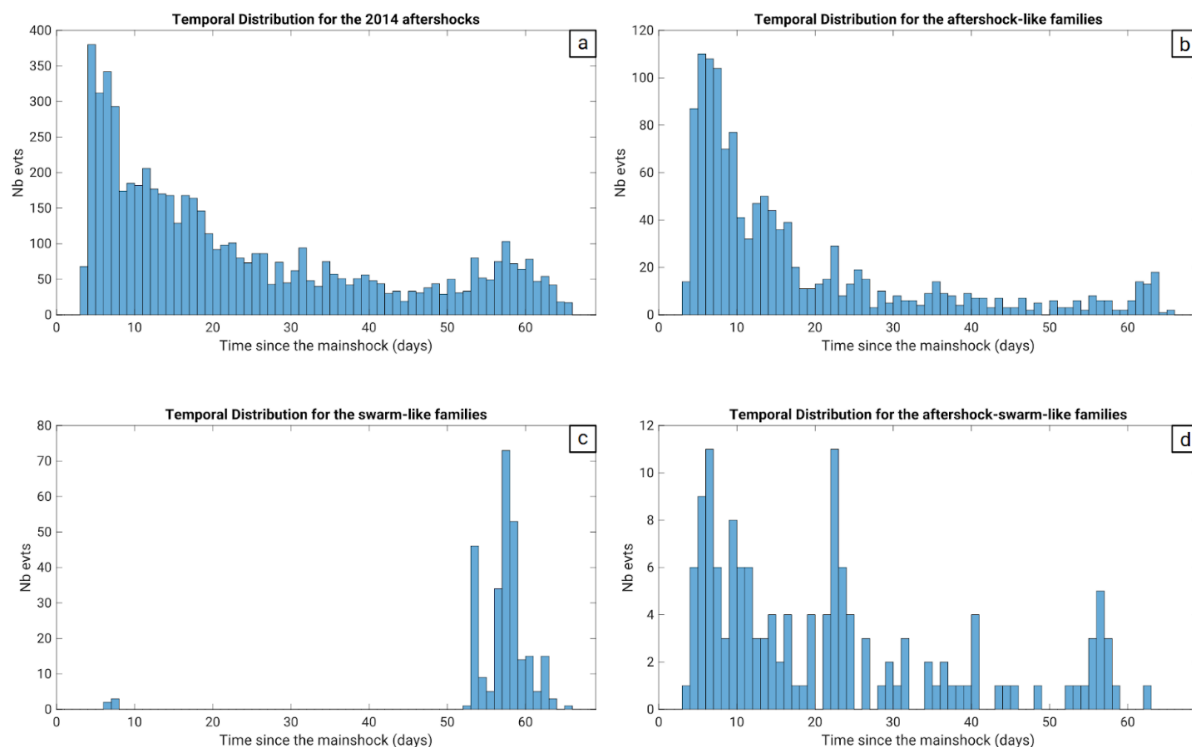 Temporal Distribution for the 2014 aftershocks
a
400
350
300
250
200
150
100
50
0
Nb evts
0 10 20 30 40 50 60
Time since the mainshock (days)
Temporal Distribution for the aftershock-like families
b
120
100
80
60
40
20
0
Nb evts
0 10 20 30 40 50 60
Time since the mainshock (days)
Temporal Distribution for the swarm-like families
c
80
70
60
50
40
30
20
10
0
Nb evts
0 10 20 30 40 50 60
Time since the mainshock (days)
Temporal Distribution for the aftershock-swarm-like families
d
12
10
8
6
4
2
0
Nb evts
0 10 20 30 40 50 60
Time since the mainshock (days)